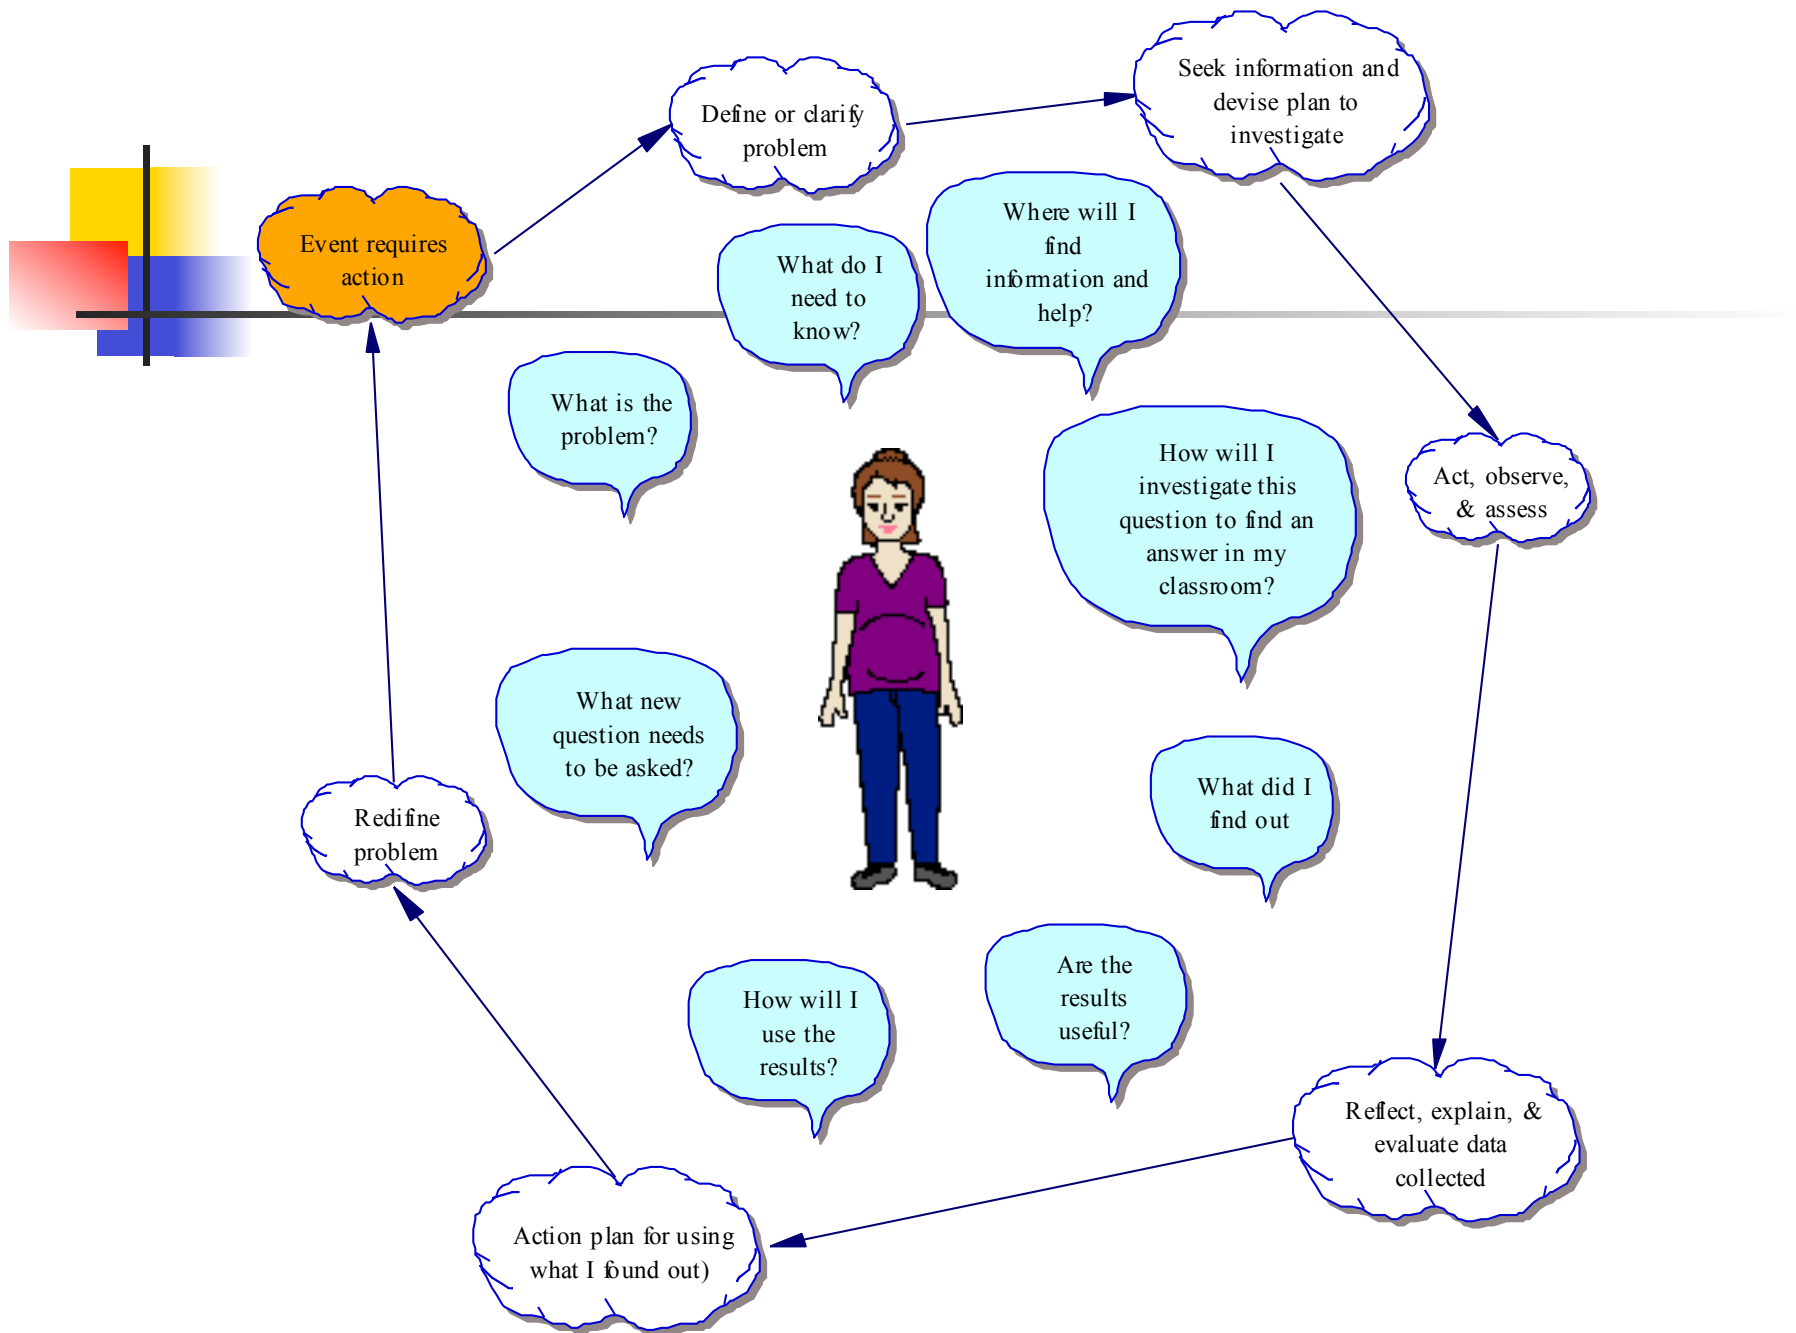 Event requires
action
Define or clarify
problem
Seek information and
devise plan to
investigate
Act, observe,
& assess
Reflect, explain, &
evaluate data
collected
Action plan for using
what I found out)
Redifine
problem
What is the
problem?
What do I
need to
know?
Where will I
find
information and
help?
How will I
investigate this
question to find an
answer in my
classroom?
What did I
find out
Are the
results
useful?
How will I
use the
results?
What new
question needs
to be asked?